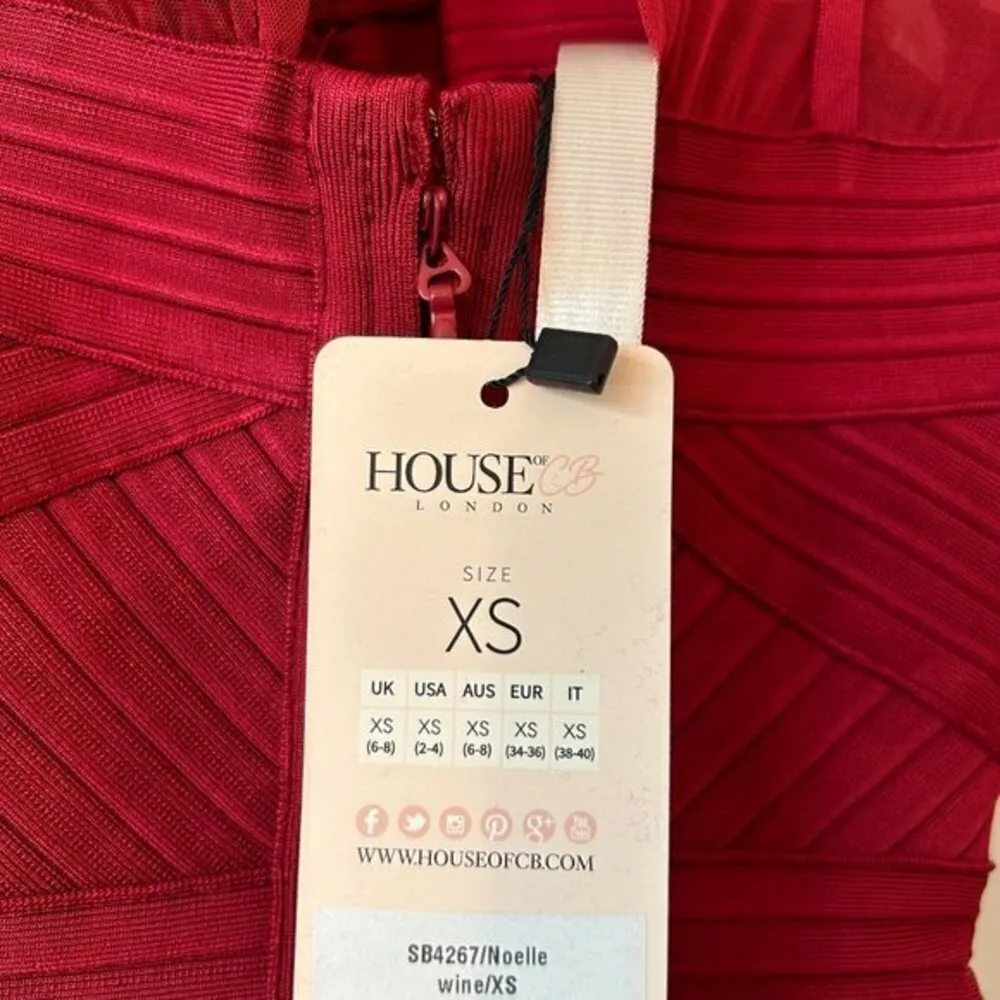 HOUSE OF CB
LONDON
SIZE
XS
UK USA AUS EUR IT
XS XS XS XS XS
(6-8) (2-4) (6-8) (34-36) (38-40)
WWW.HOUSEOFCB.COM
SB4267/Noelle
wine/XS